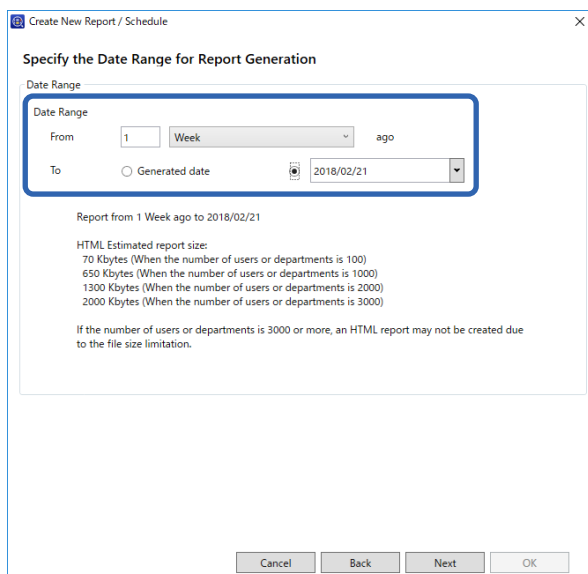 Create New Report / Schedule
Specify the Date Range for Report Generation
Date Range
Date Range
From 1 Week ago
To Generated date 2018/02/21
Report from 1 Week ago to 2018/02/21
HTML Estimated report size:
70 Kbytes (When the number of users or departments is 100)
650 Kbytes (When the number of users or departments is 1000)
1300 Kbytes (When the number of users or departments is 2000)
2000 Kbytes (When the number of users or departments is 3000)
If the number of users or departments is 3000 or more, an HTML report may not be created due
to the file size limitation.
Cancel Back Next OK